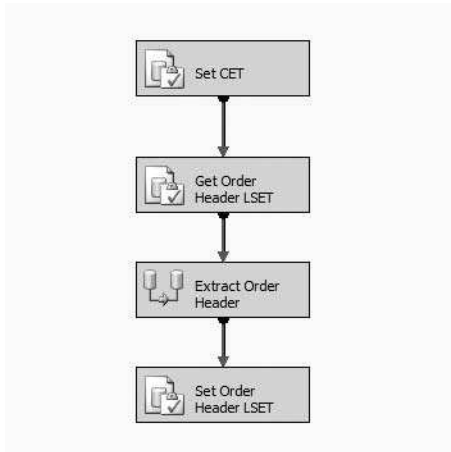 Set CET
Get Order
Header LSET
Extract Order
Header
Set Order
Header LSET